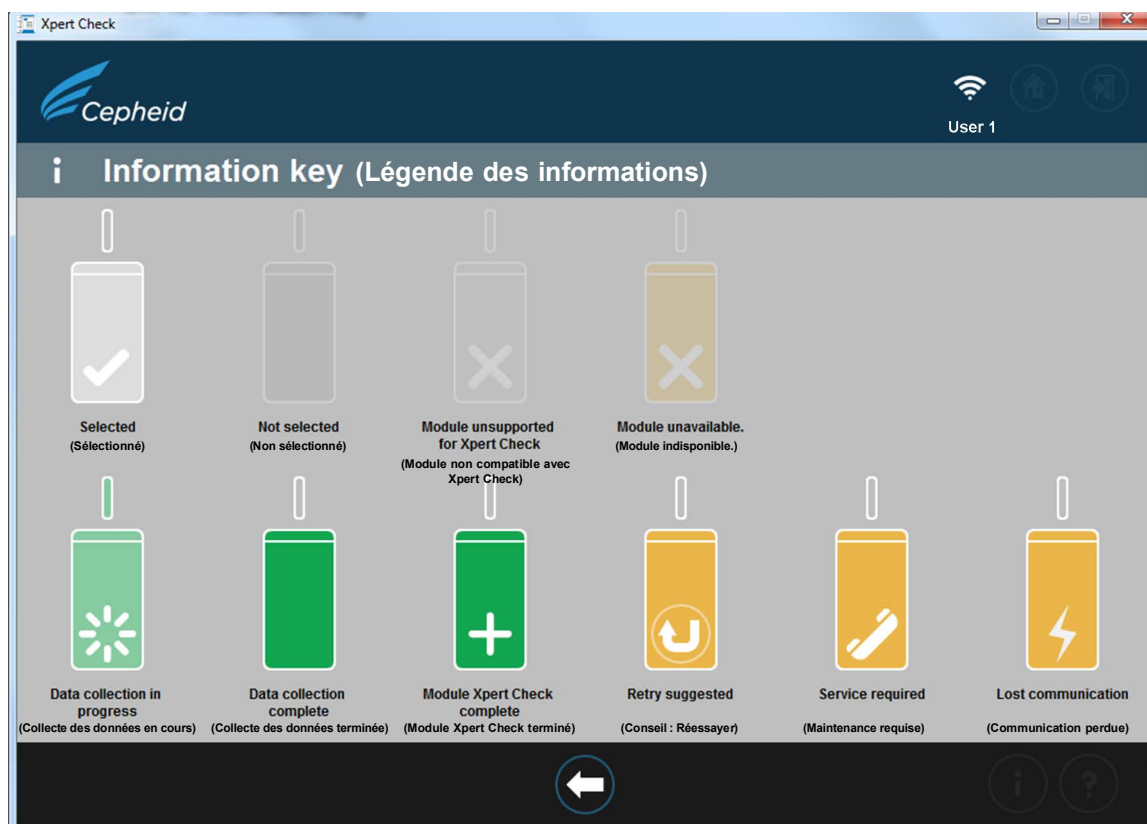 Xpert Check
Cepheid
User 1
i Information key (Légende des informations)
Selected
(Sélectionné)
Not selected
(Non sélectionné)
Module unsupported
for Xpert Check
(Module non compatible avec
Xpert Check)
Module unavailable.
(Module indisponible.)
Data collection in
progress
(Collecte des données en cours)
Data collection
complete
(Collecte des données terminée)
Module Xpert Check
complete
(Module Xpert Check terminé)
Retry suggested
(Conseil : Réessayer)
Service required
(Maintenance requise)
Lost communication
(Communication perdue)
i ?